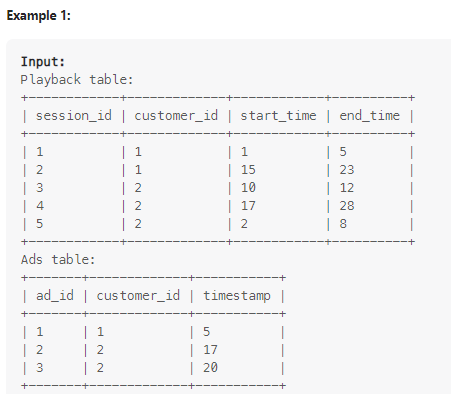 Example 1:
Input:
Playback table:
+------------+-------------+------------+----------+
| session_id | customer_id | start_time | end_time |
+------------+-------------+------------+----------+
| 1          | 1           | 1          | 5        |
| 2          | 1           | 15         | 23       |
| 3          | 2           | 10         | 12       |
| 4          | 2           | 17         | 28       |
| 5          | 2           | 2          | 8        |
+------------+-------------+------------+----------+
Ads table:
+-------+-------------+-----------+
| ad_id | customer_id | timestamp |
+-------+-------------+-----------+
| 1     | 1           | 5         |
| 2     | 2           | 17        |
| 3     | 2           | 20        |
+-------+-------------+-----------+